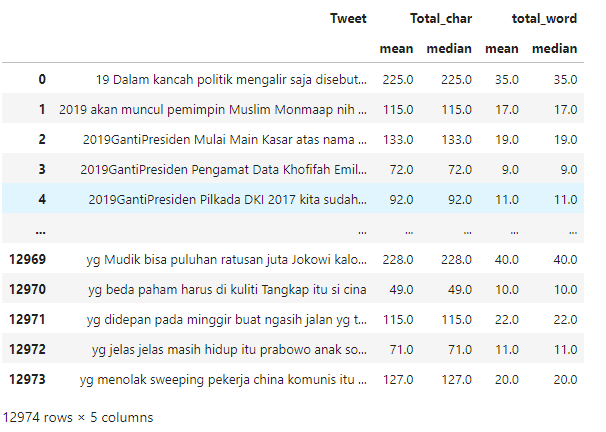 Tweet Total_char total_word
mean median mean median
0 19 Dalam kancah politik mengalir saja disebut... 225.0 225.0 35.0 35.0
1 2019 akan muncul pemimpin Muslim Monmaap nih ... 115.0 115.0 17.0 17.0
2 2019GantiPresiden Mulai Main Kasar atas nama ... 133.0 133.0 19.0 19.0
3 2019GantiPresiden Pengamat Data Khofifah Emil... 72.0 72.0 9.0 9.0
4 2019GantiPresiden Pilkada DKI 2017 kita sudah... 92.0 92.0 11.0 11.0
... ... ... ... ... ...
12969 yg Mudik bisa puluhan ratusan juta Jokowi kalo... 228.0 228.0 40.0 40.0
12970 yg beda paham harus di kuliti Tangkap itu si cina 49.0 49.0 10.0 10.0
12971 yg didepan pada minggir buat ngasih jalan yg t... 115.0 115.0 22.0 22.0
12972 yg jelas jelas masih hidup itu prabowo anak so... 71.0 71.0 11.0 11.0
12973 yg menolak sweeping pekerja china komunis itu ... 127.0 127.0 20.0 20.0
12974 rows × 5 columns